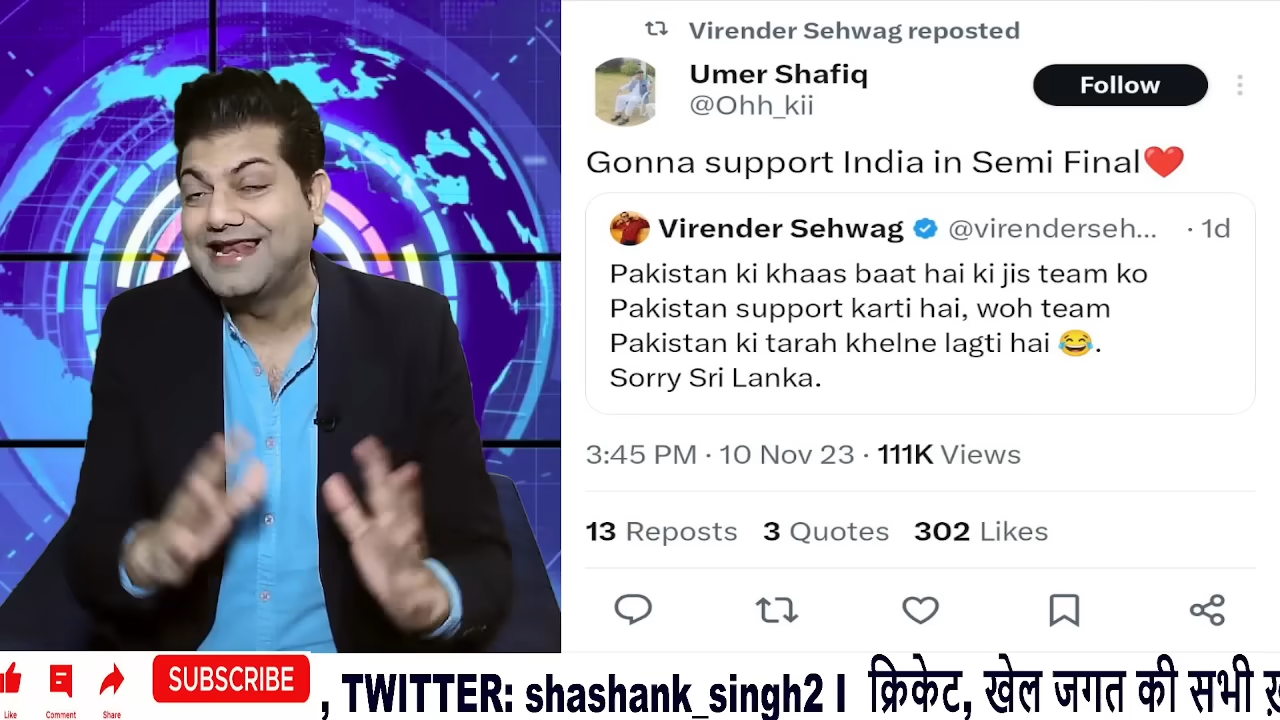 Virender Sehwag reposted
Umer Shafiq
@Ohh_kii
Follow
Gonna support India in Semi Final❤️
Virender Sehwag @virenderseh... · 1d
Pakistan ki khaas baat hai ki jis team ko
Pakistan support karti hai, woh team
Pakistan ki tarah khelne lagti hai 😂.
Sorry Sri Lanka.
3:45 PM · 10 Nov 23 · 111K Views
13 Reposts 3 Quotes 302 Likes
Like Comment Share
SUBSCRIBE
, TWITTER: shashank_singh2 I क्रिकेट, खेल जगत की सभी